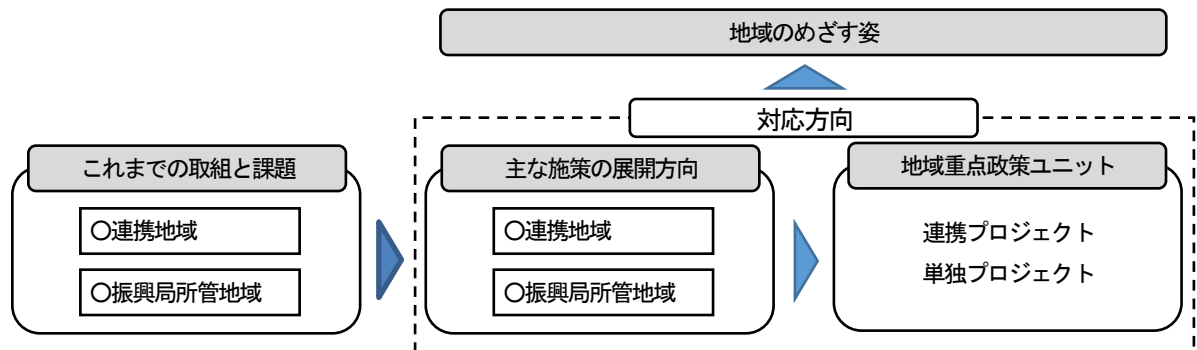 地域のめざす姿
対応方向
これまでの取組と課題
〇連携地域
〇振興局所管地域
主な施策の展開方向
〇連携地域
〇振興局所管地域
地域重点政策ユニット
連携プロジェクト
単独プロジェクト